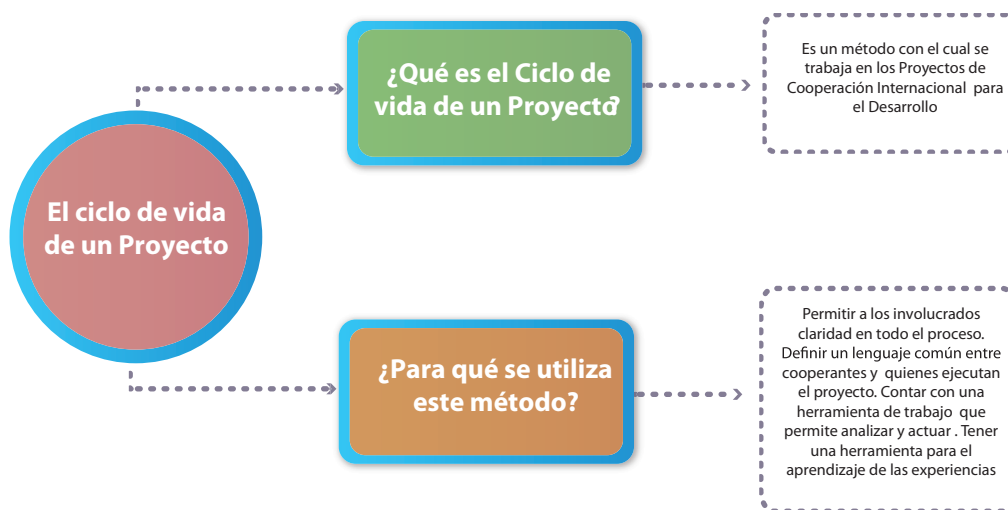 El ciclo de vida
de un Proyecto
¿Qué es el Ciclo de
vida de un Proyecto?
Es un método con el cual se
trabaja en los Proyectos de
Cooperación Internacional para
el Desarrollo
¿Para qué se utiliza
este método?
Permitir a los involucrados
claridad en todo el proceso.
Definir un lenguaje común entre
cooperantes y quienes ejecutan
el proyecto. Contar con una
herramienta de trabajo que
permite analizar y actuar . Tener
una herramienta para el
aprendizaje de las experiencias